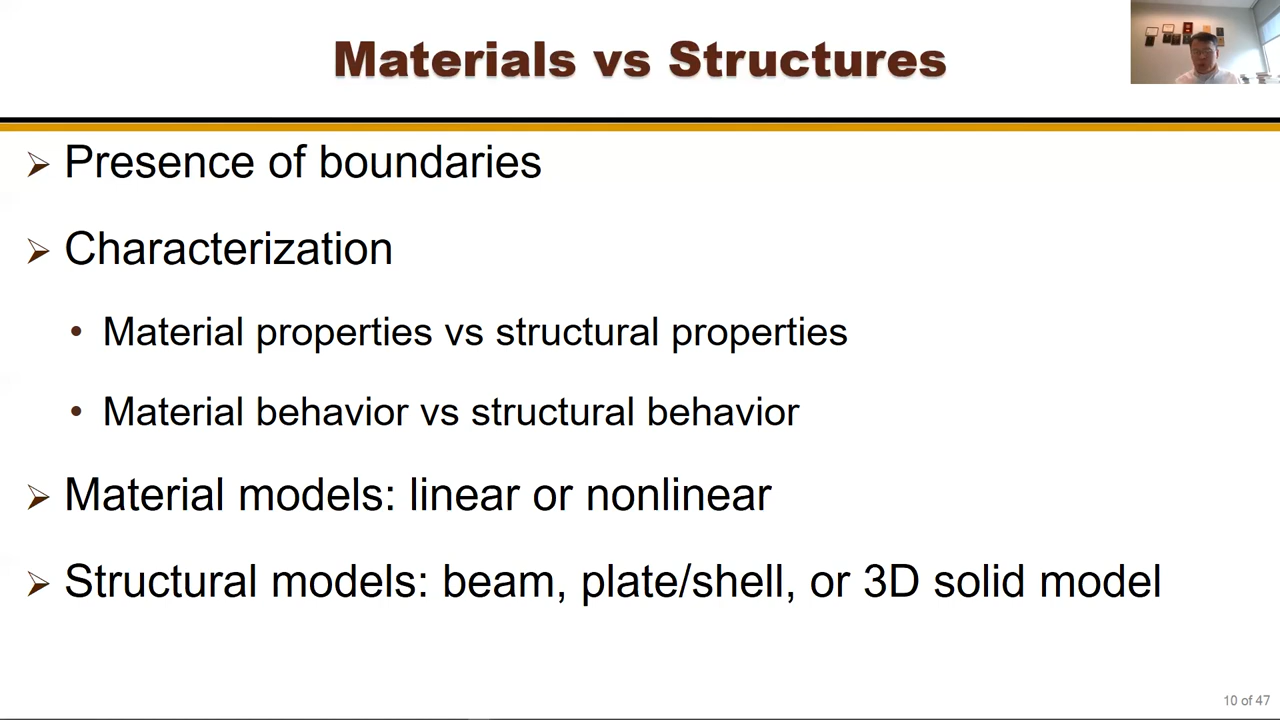 Materials vs Structures
Presence of boundaries
Characterization
Material properties vs structural properties
Material behavior vs structural behavior
Material models: linear or nonlinear
Structural models: beam, plate/shell, or 3D solid model
10 of 47